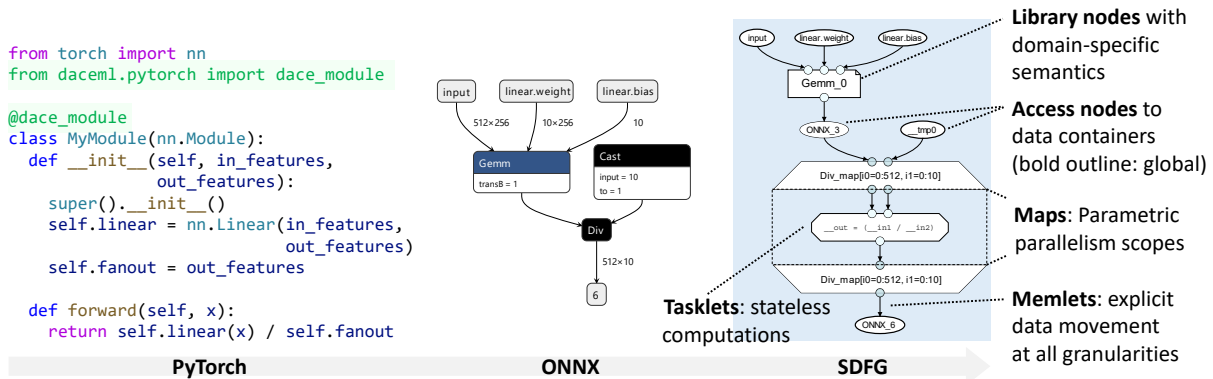 from torch import nn
from daceml.pytorch import dace_module
@dace_module
class MyModule(nn.Module):
def __init__(self, in_features,
out_features):
super().__init__()
self.linear = nn.Linear(in_features,
out_features)
self.fanout = out_features
def forward(self, x):
return self.linear(x) / self.fanout
PyTorch
input
linear.weight
linear.bias
512×256
10×256
10
Gemm
transB = 1
Cast
input = 10
to = 1
Div
512×10
6
ONNX
input
linear.weight
linear.bias
Gemm_0
ONNX_3
__tmp0
Div_map[i0=0:512, i1=0:10]
__out = (__in1 / __in2)
Div_map[i0=0:512, i1=0:10]
ONNX_6
SDFG
Library nodes with
domain-specific
semantics
Access nodes to
data containers
(bold outline: global)
Maps: Parametric
parallelism scopes
Tasklets: stateless
computations
Memlets: explicit
data movement
at all granularities